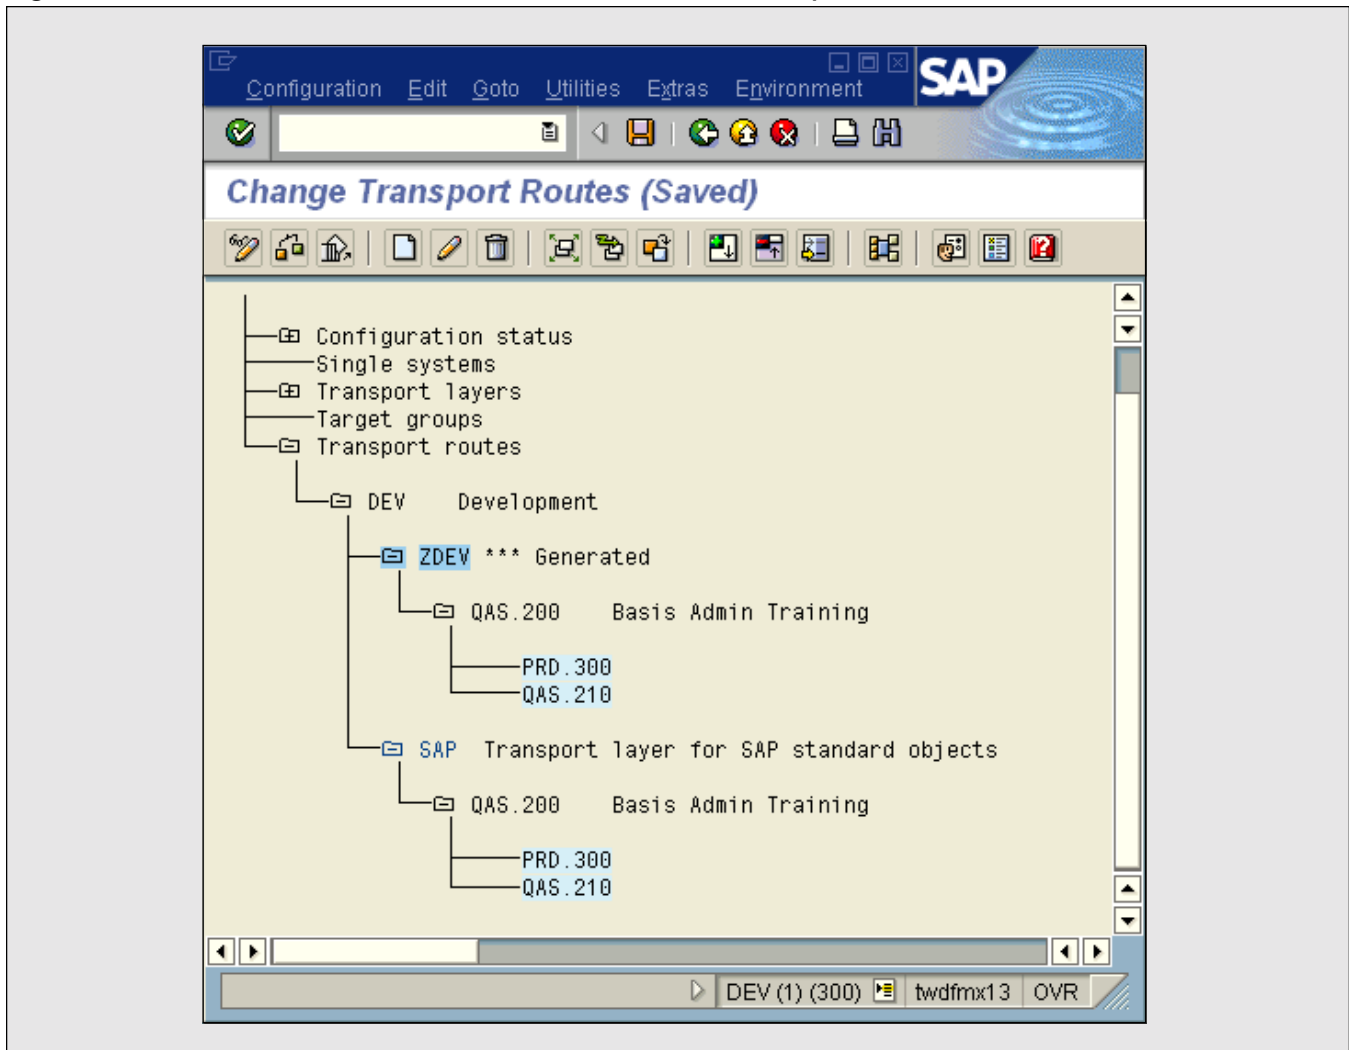 Configuration Edit Goto Utilities Extras Environment
SAP
Change Transport Routes (Saved)
Configuration status
Single systems
Transport layers
Target groups
Transport routes
DEV Development
ZDEV *** Generated
QAS.200 Basis Admin Training
PRD.300
QAS.210
SAP Transport layer for SAP standard objects
QAS.200 Basis Admin Training
PRD.300
QAS.210
DEV (1) (300) twdfmx13 OVR